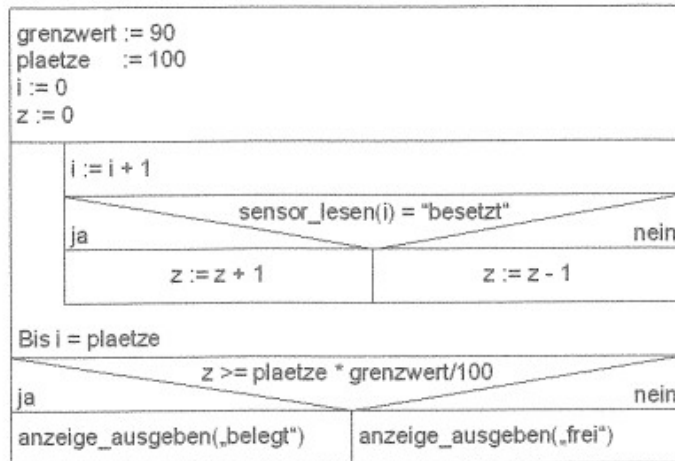 grenzwert := 90
plaetze := 100
i := 0
z := 0
i := i + 1
sensor_lesen(i) = "besetzt"
ja nein
z := z + 1 z := z - 1
Bis i = plaetze
z >= plaetze * grenzwert/100
ja nein
anzeige_ausgeben(„belegt“) anzeige_ausgeben(„frei“)